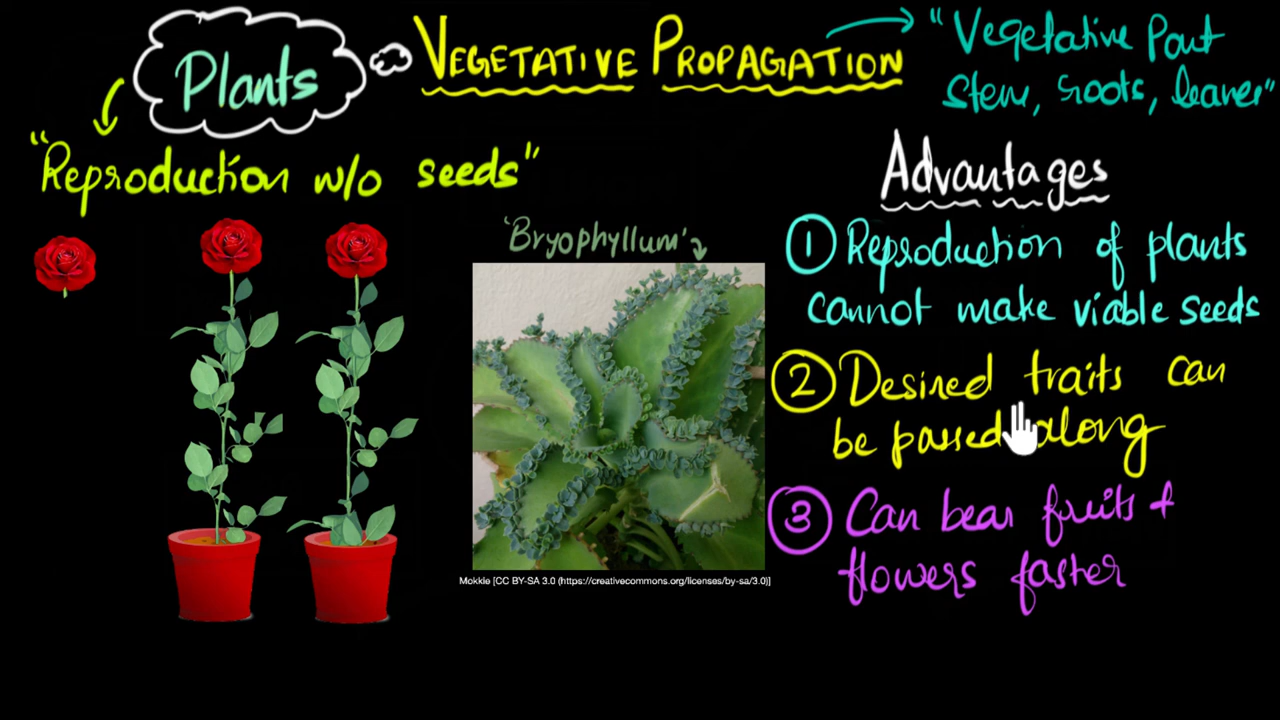 Plants
VEGETATIVE PROPAGATION
"Vegetative Part
Stem, roots, leaves"
"Reproduction w/o seeds"
Advantages
'Bryophyllum'
① Reproduction of plants
cannot make viable seeds
② Desired traits can
be passed along
③ Can bear fruits +
flowers faster
Mokkie [CC BY-SA 3.0 (https://creativecommons.org/licenses/by-sa/3.0)]